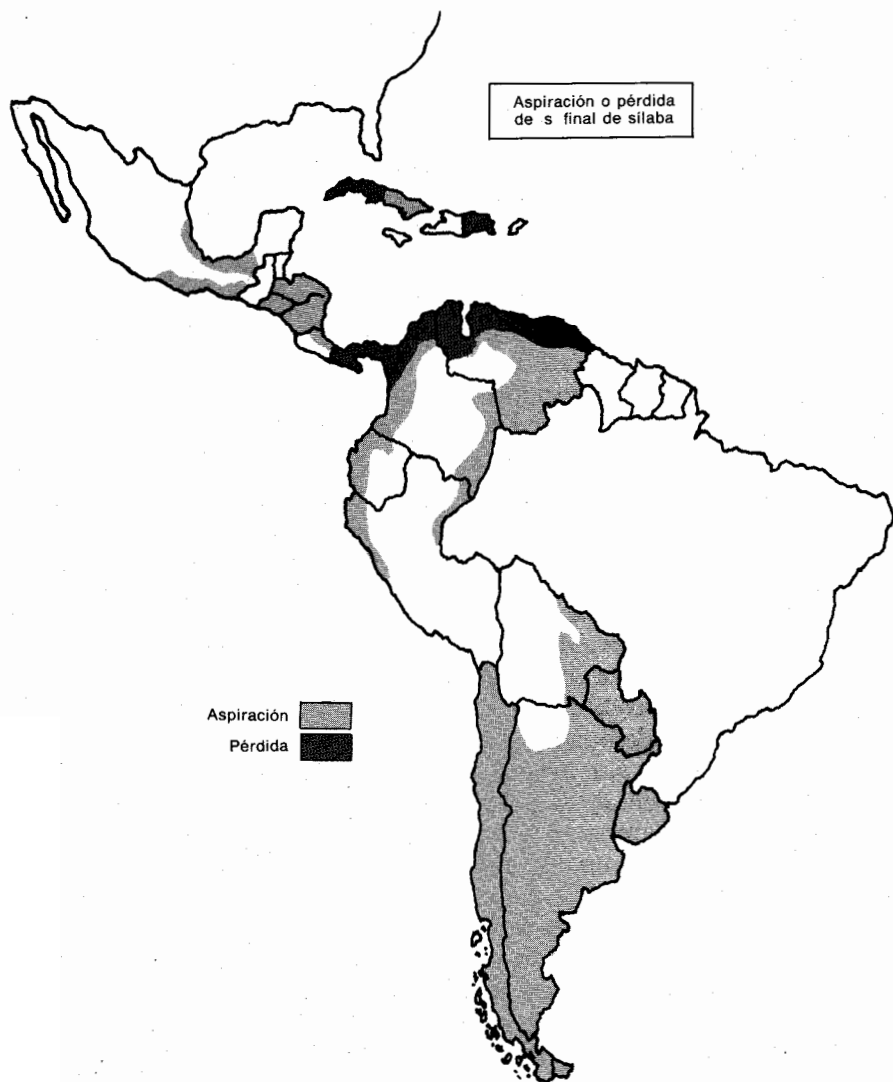 Aspiración o pérdida
de s final de sílaba
Aspiración
Pérdida